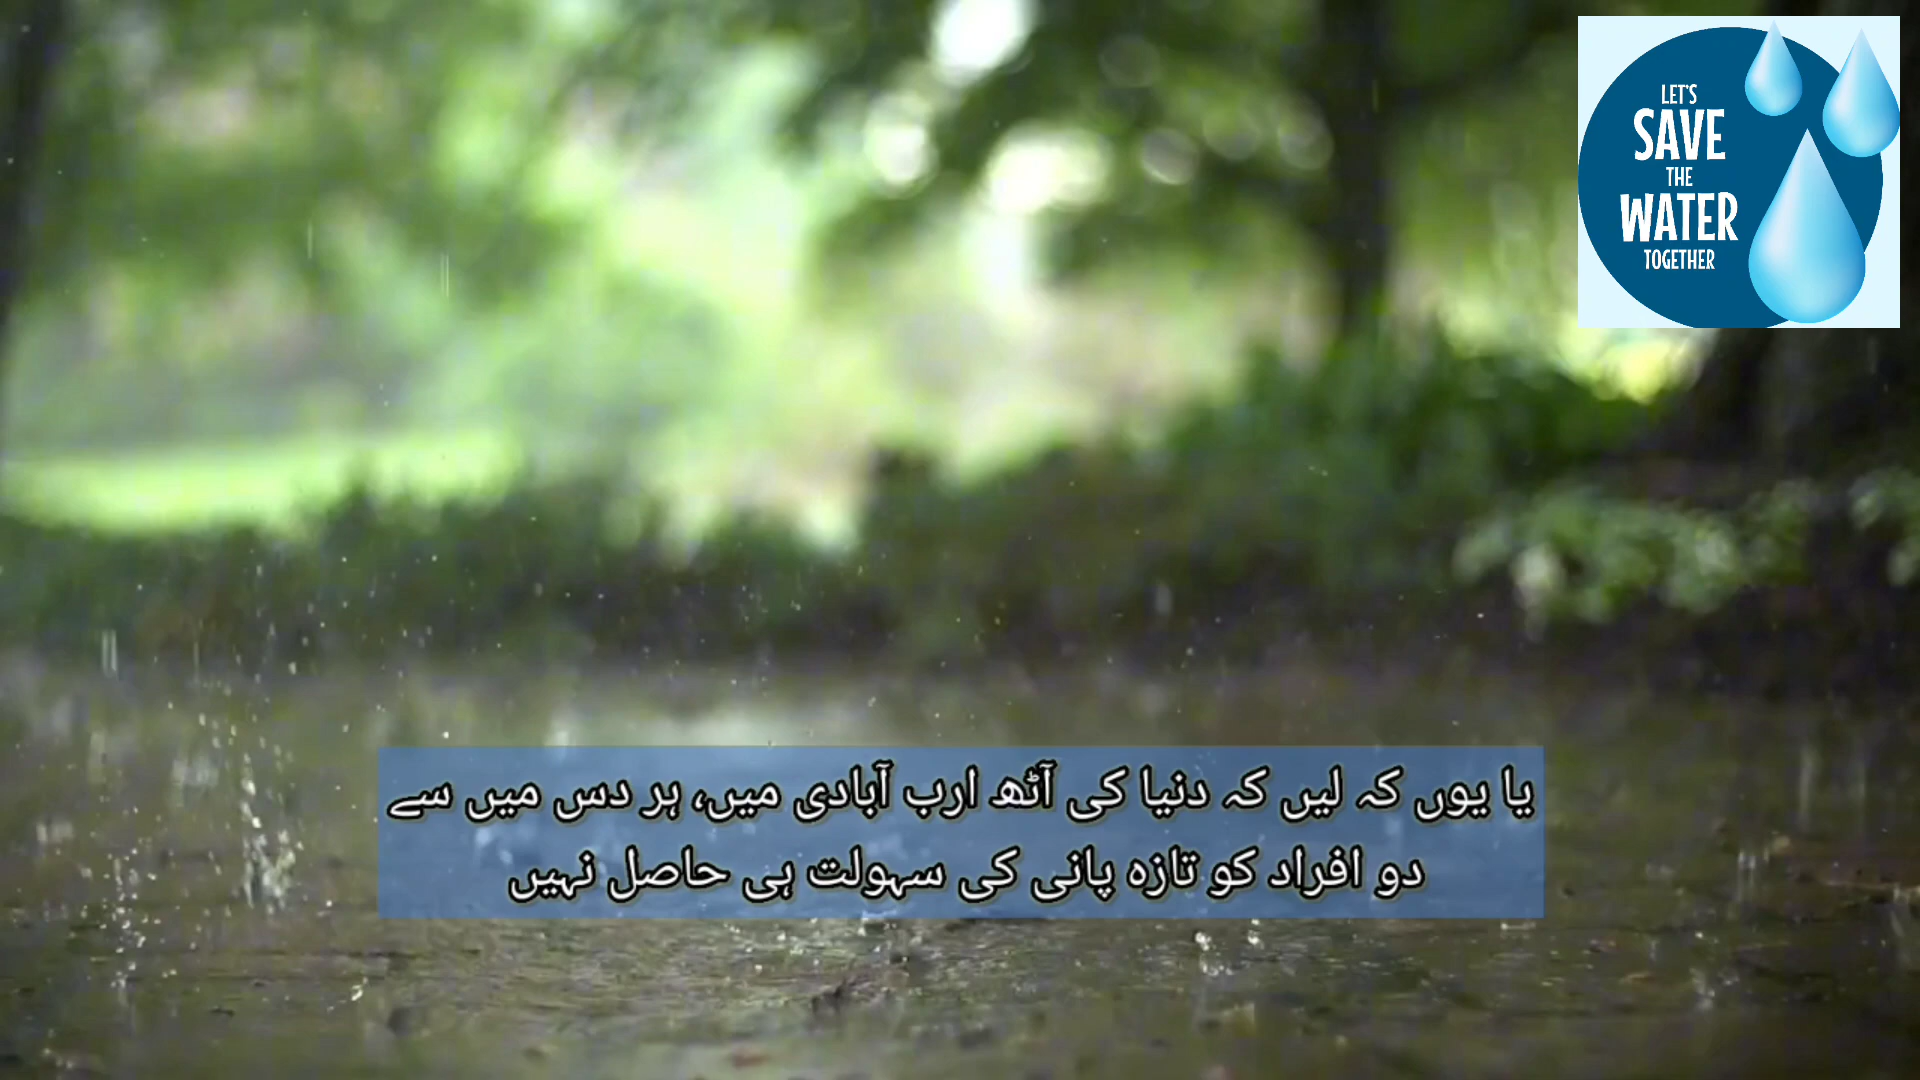 LET'S
SAVE
THE
WATER
TOGETHER
یا یوں کہ لیں کہ دنیا کی آٹھ ارب آبادی میں، ہر دس میں سے
دو افراد کو تازہ پانی کی سہولت ہی حاصل نہیں